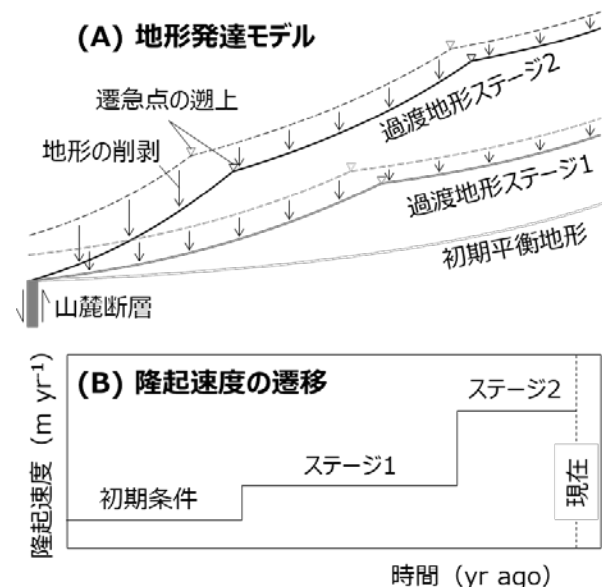 (A) 地形発達モデル
遷急点の遡上
地形の削剥
過渡地形ステージ2
過渡地形ステージ1
初期平衡地形
山麓断層
(B) 隆起速度の遷移
隆起速度 (m yr⁻¹)
初期条件
ステージ1
ステージ2
現在
時間 (yr ago)